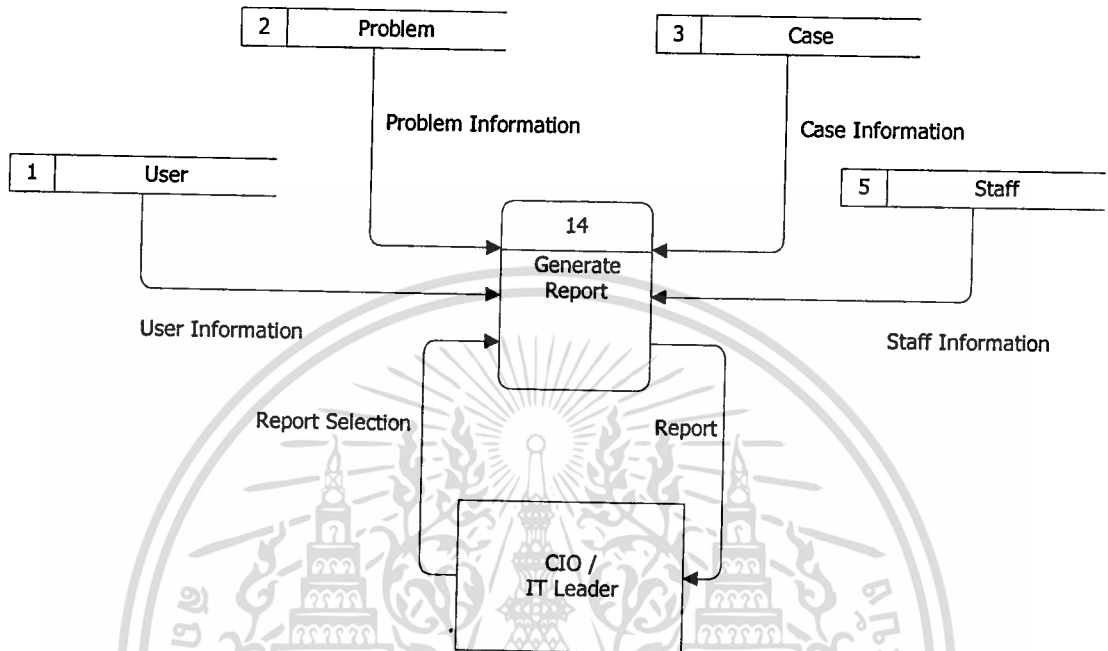 2 Problem
3 Case
Problem Information
Case Information
1 User
5 Staff
14
Generate
Report
User Information
Staff Information
Report Selection
Report
CIO /
IT Leader